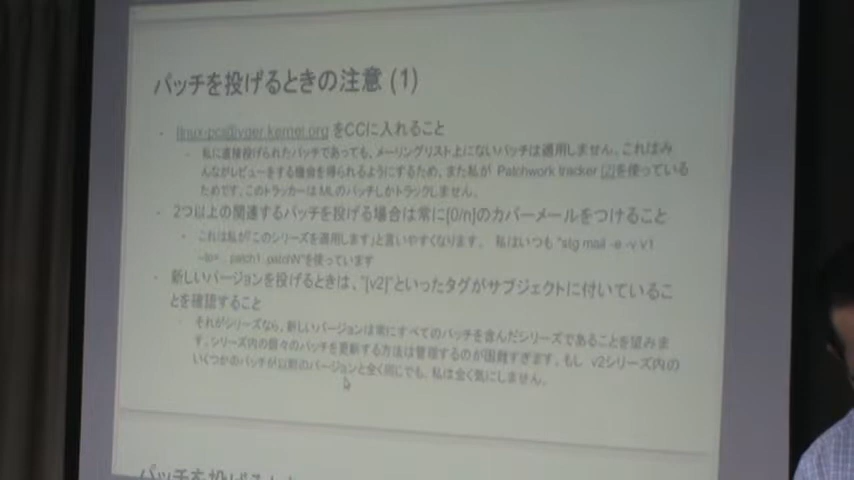 パッチを投げるときの注意 (1)
linux-pci@vger.kernel.org をCCに入れること
私に直接投げられたパッチであっても、メーリングリスト上にないパッチは適用しません。これはみ
んながレビューをする機会を得られるようにするため、また私が Patchwork tracker [2]を使っている
ためです。このトラッカーはMLのパッチしかトラックしません。
2つ以上の関連するパッチを投げる場合は常に[0/n]のカバーメールをつけること
これは私が「このシリーズを適用します」と言いやすくなります。 私はいつも "stg mail -e -v v1
--to=... patch1..patchN"を使っています
新しいバージョンを投げるときは、"[v2]"といったタグがサブジェクトに付いているこ
とを確認すること
それがシリーズなら、新しいバージョンは常にすべてのパッチを含んだシリーズであることを望みま
す。シリーズ内の個々のパッチを更新する方法は管理するのが困難すぎます。もし v2シリーズ内の
いくつかのパッチが以前のバージョンと全く同じでも、私は全く気にしません。
パッチを投げると